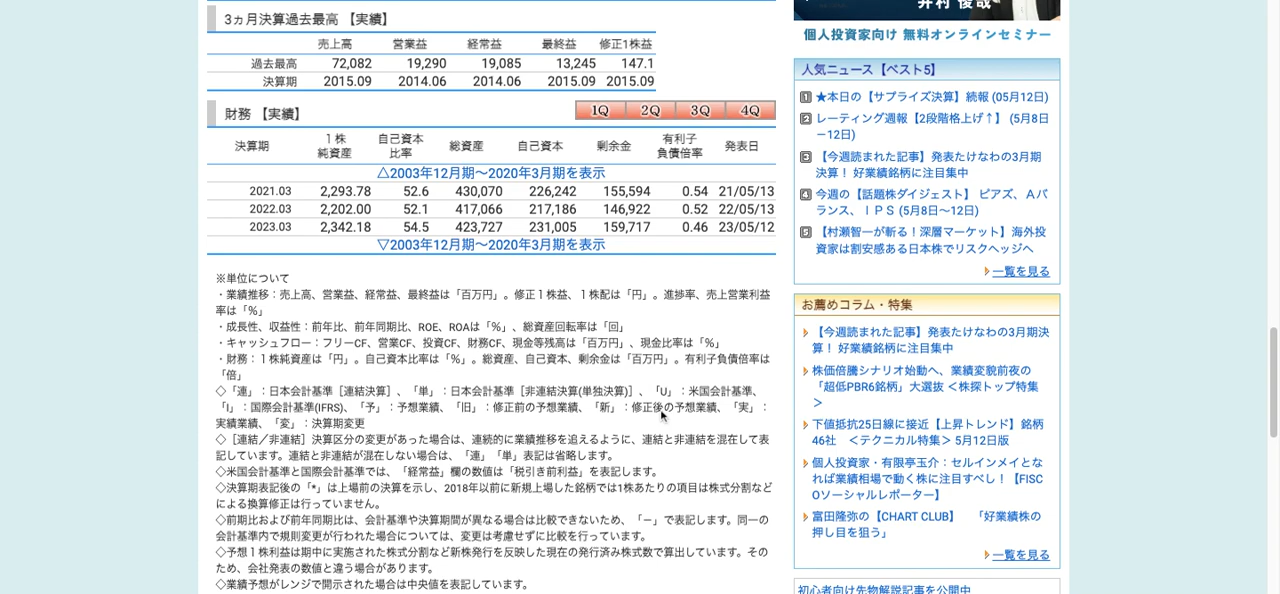 3ヵ月決算過去最高 【実績】
売上高 営業益 経常益 最終益 修正1株益
過去最高 72,082 19,290 19,085 13,245 147.1
決算期 2015.09 2014.06 2014.06 2015.09 2015.09
財務 【実績】
1Q 2Q 3Q 4Q
決算期 1株純資産 自己資本比率 総資産 自己資本 剰余金 有利子負債倍率 発表日
△2003年12月期〜2020年3月期を表示
2021.03 2,293.78 52.6 430,070 226,242 155,594 0.54 21/05/13
2022.03 2,202.00 52.1 417,066 217,186 146,922 0.52 22/05/13
2023.03 2,342.18 54.5 423,727 231,005 159,717 0.46 23/05/12
▽2003年12月期〜2020年3月期を表示
※単位について
・業績推移：売上高、営業益、経常益、最終益は「百万円」。修正1株益、1株配は「円」。進捗率、売上営業利益
率は「%」
・成長性、収益性：前年比、前年同期比、ROE、ROAは「%」、総資産回転率は「回」
・キャッシュフロー：フリーCF、営業CF、投資CF、財務CF、現金等残高は「百万円」、現金比率は「%」
・財務：1株純資産は「円」。自己資本比率は「%」。総資産、自己資本、剰余金は「百万円」。有利子負債倍率は
「倍」
◇「連」：日本会計基準［連結決算］、「単」：日本会計基準［非連結決算(単独決算)］、「U」：米国会計基準、
「I」：国際会計基準(IFRS)、「予」：予想業績、「旧」：修正前の予想業績、「新」：修正後の予想業績、「実」：
実績業績、「変」：決算期変更
◇［連結／非連結］決算区分の変更があった場合は、連続的に業績推移を追えるように、連結と非連結を混在して表
記しています。連結と非連結が混在しない場合は、「連」「単」表記は省略します。
◇米国会計基準と国際会計基準では、「経常益」欄の数値は「税引き前利益」を表記します。
◇決算期表記後の「*」は上場前の決算を示し、2018年以前に新規上場した銘柄では1株あたりの項目は株式分割など
による換算修正は行っていません。
◇前期比および前年同期比は、会計基準や決算期間が異なる場合は比較できないため、「－」で表記します。同一の
会計基準内で規則変更が行われた場合については、変更は考慮せずに比較を行っています。
◇予想1株利益は期中に実施された株式分割など新株発行を反映した現在の発行済み株式数で算出しています。その
ため、会社発表の数値と違う場合があります。
◇業績予想がレンジで開示された場合は中央値を表記しています。
井村 俊哉
個人投資家向け 無料オンラインセミナー
人気ニュース【ベスト5】
1 ★本日の【サプライズ決算】続報 (05月12日)
2 レーティング週報【2段階格上げ↑】 (5月8日
－12日)
3 【今週読まれた記事】発表たけなわの3月期
決算！ 好業績銘柄に注目集中
4 今週の【話題株ダイジェスト】 ピアズ、Aバ
ランス、ＩＰＳ (5月8日〜12日)
5 【村瀬智一が斬る！深層マーケット】海外投
資家は割安感ある日本株でリスクヘッジへ
一覧を見る
お薦めコラム・特集
【今週読まれた記事】発表たけなわの3月期決
算！ 好業績銘柄に注目集中
株価倍騰シナリオ始動へ、業績変貌前夜の
「超低PBR6銘柄」大選抜 ＜株探トップ特集
＞
下値抵抗25日線に接近【上昇トレンド】銘柄
46社 ＜テクニカル特集＞ 5月12日版
個人投資家・有限亭玉介：セルインメイとな
れば業績相場で動く株に注目すべし！【FISC
Oソーシャルレポーター】
富田隆弥の【CHART CLUB】 「好業績株の
押し目を狙う」
一覧を見る
初心者向け先物解説記事を公開中